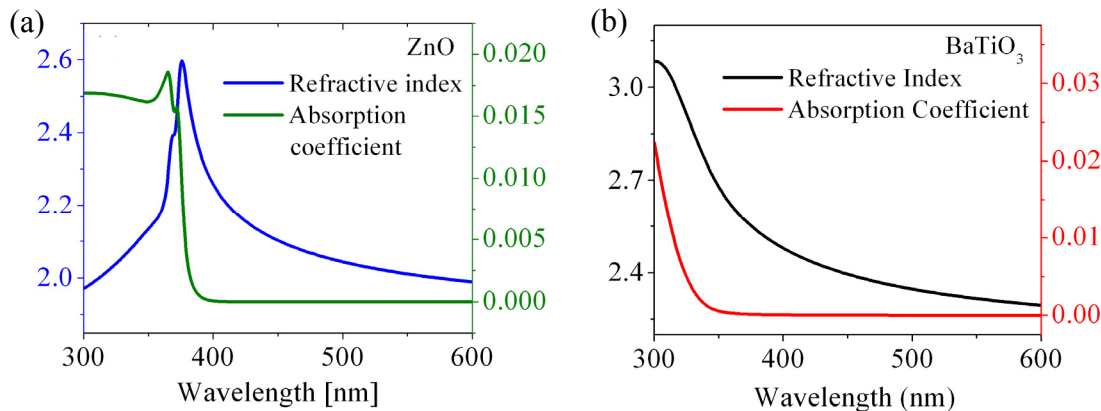 (a)
ZnO
Refractive index
Absorption
coefficient
2.6
2.4
2.2
2.0
0.020
0.015
0.010
0.005
0.000
300 400 500 600
Wavelength [nm]
(b)
BaTiO3
Refractive Index
Absorption Coefficient
3.0
2.7
2.4
0.03
0.02
0.01
0.00
300 400 500 600
Wavelength (nm)